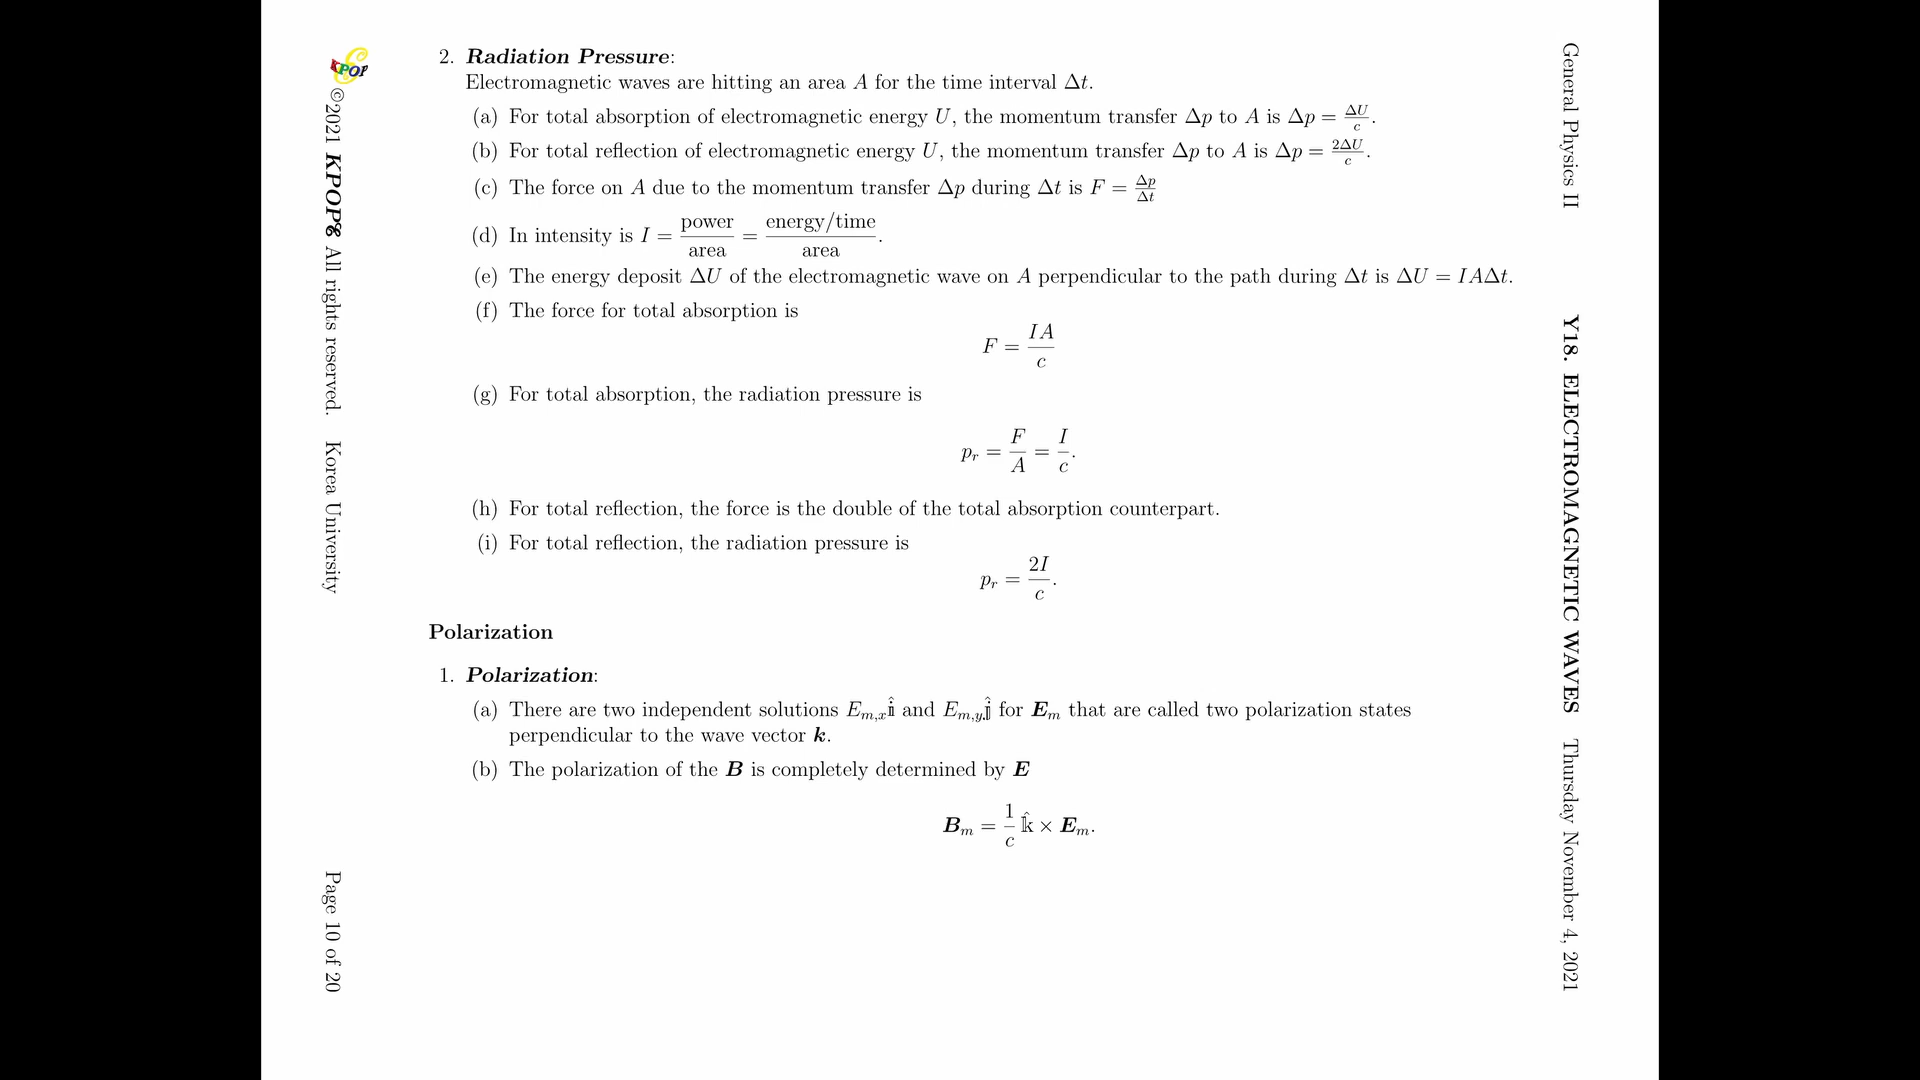 2. Radiation Pressure:
Electromagnetic waves are hitting an area A for the time interval Δt.
(a) For total absorption of electromagnetic energy U, the momentum transfer Δp to A is Δp = ΔU/c.
(b) For total reflection of electromagnetic energy U, the momentum transfer Δp to A is Δp = 2ΔU/c.
(c) The force on A due to the momentum transfer Δp during Δt is F = Δp/Δt
(d) In intensity is I = power/area = energy/time/area.
(e) The energy deposit ΔU of the electromagnetic wave on A perpendicular to the path during Δt is ΔU = IAΔt.
(f) The force for total absorption is
F = IA/c
(g) For total absorption, the radiation pressure is
p_r = F/A = I/c.
(h) For total reflection, the force is the double of the total absorption counterpart.
(i) For total reflection, the radiation pressure is
p_r = 2I/c.
Polarization
1. Polarization:
(a) There are two independent solutions E_{m,x}î and E_{m,y}ĵ for E_m that are called two polarization states
perpendicular to the wave vector k.
(b) The polarization of the B is completely determined by E
B_m = 1/c k̂ × E_m.
KPOPE
©2021 KPOPE All rights reserved. Korea University
Page 10 of 20
General Physics II
Y18. ELECTROMAGNETIC WAVES
Thursday November 4, 2021